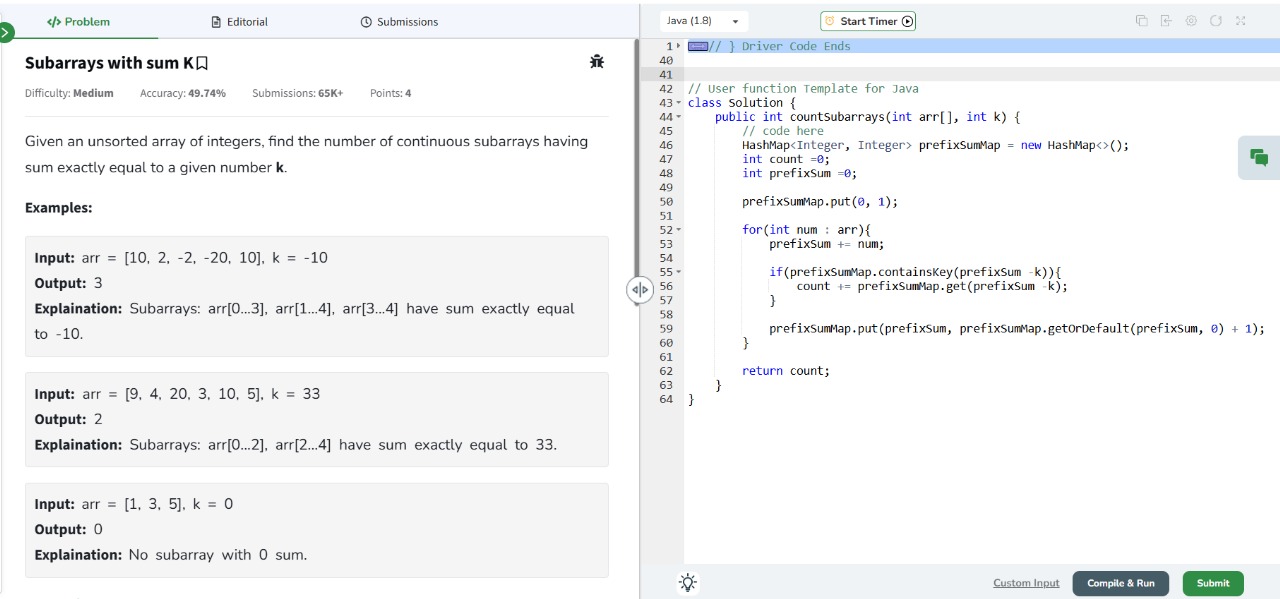 </> Problem
Editorial
Submissions
Subarrays with sum K
Difficulty: Medium Accuracy: 49.74% Submissions: 65K+ Points: 4
Given an unsorted array of integers, find the number of continuous subarrays having
sum exactly equal to a given number k.
Examples:
Input: arr = [10, 2, -2, -20, 10], k = -10
Output: 3
Explaination: Subarrays: arr[0...3], arr[1...4], arr[3...4] have sum exactly equal
to -10.
Input: arr = [9, 4, 20, 3, 10, 5], k = 33
Output: 2
Explaination: Subarrays: arr[0...2], arr[2...4] have sum exactly equal to 33.
Input: arr = [1, 3, 5], k = 0
Output: 0
Explaination: No subarray with 0 sum.
Java (1.8)
Start Timer
1 // } Driver Code Ends
40
41
42 // User function Template for Java
43 class Solution {
44 public int countSubarrays(int arr[], int k) {
45 // code here
46 HashMap<Integer, Integer> prefixSumMap = new HashMap<>();
47 int count =0;
48 int prefixSum =0;
49
50 prefixSumMap.put(0, 1);
51
52 for(int num : arr){
53 prefixSum += num;
54
55 if(prefixSumMap.containsKey(prefixSum -k)){
56 count += prefixSumMap.get(prefixSum -k);
57 }
58
59 prefixSumMap.put(prefixSum, prefixSumMap.getOrDefault(prefixSum, 0) + 1);
60 }
61
62 return count;
63 }
64 }
Custom Input
Compile & Run
Submit